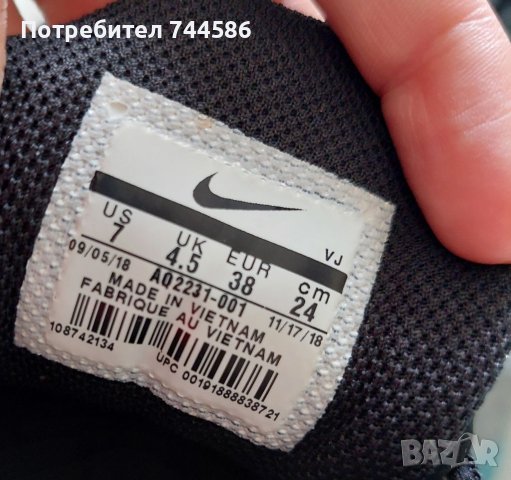 Потребител 744586
VJ
US UK EUR cm
7 4.5 38 24
09/05/18 AQ2231-001 11/17/18
MADE IN VIETNAM
FABRIQUE AU VIETNAM
108742134
UPC 00191888838721
BAZAR